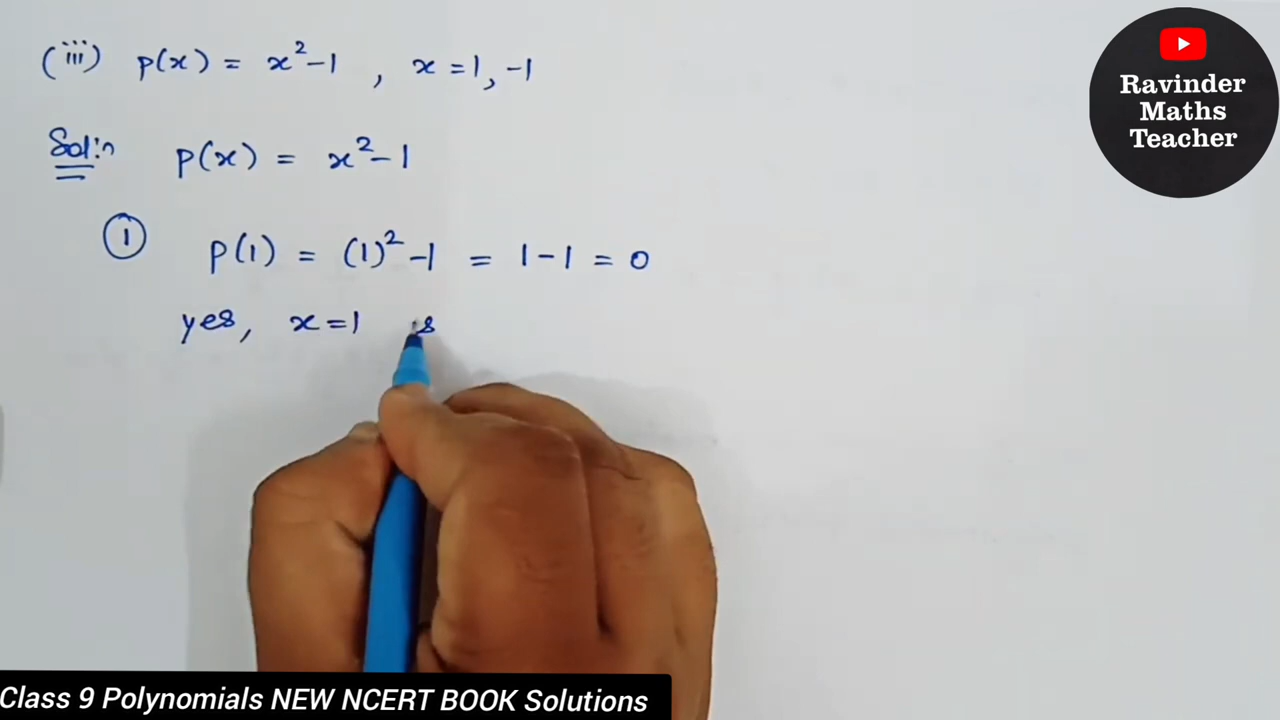 (iii) p(x) = x²-1 , x = 1, -1
Sol:n p(x) = x²-1
① p(1) = (1)²-1 = 1-1 = 0
yes, x=1 is
Ravinder
Maths
Teacher
Class 9 Polynomials NEW NCERT BOOK Solutions